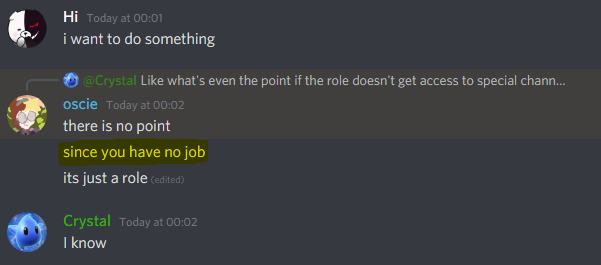 Hi Today at 00:01
i want to do something
@Crystal Like what's even the point if the role doesn't get access to special chann...
oscie Today at 00:02
there is no point
since you have no job
its just a role (edited)
Crystal Today at 00:02
I know